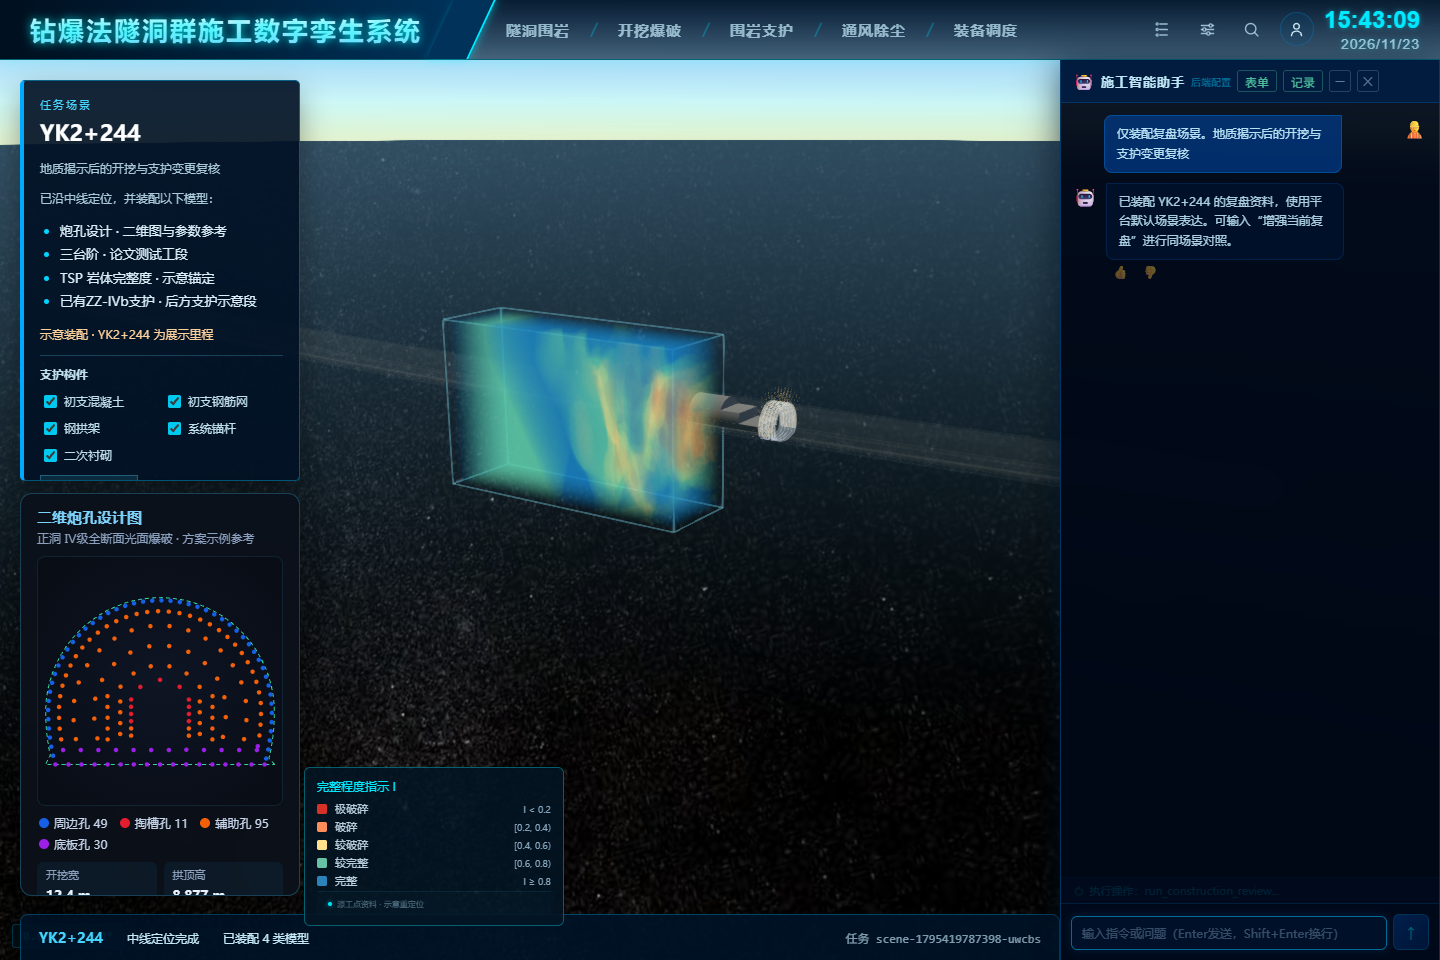 钻爆法隧洞群施工数字孪生系统
隧洞围岩 / 开挖爆破 / 围岩支护 / 通风除尘 / 装备调度
15:43:09
2026/11/23
任务场景
YK2+244
地质揭示后的开挖与支护变更复核
已沿中线定位，并装配以下模型：
炮孔设计 · 二维图与参数参考
三台阶 · 论文测试工段
TSP 岩体完整度 · 示意锚定
已有ZZ-IVb支护 · 后方支护示意段
示意装配 · YK2+244 为展示里程
支护构件
初支混凝土 初支钢筋网
钢拱架 系统锚杆
二次衬砌
二维炮孔设计图
正洞 IV级全断面光面爆破 · 方案示例参考
周边孔 49 掏槽孔 11 辅助孔 95
底板孔 30
开挖宽 拱顶高
12.4 m 8.877 m
完整程度指示 I
极破碎 I < 0.2
破碎 [0.2, 0.4)
较破碎 [0.4, 0.6)
较完整 [0.6, 0.8)
完整 I ≥ 0.8
源工点资料 · 示意重定位
YK2+244 中线定位完成 已装配 4 类模型 任务 scene-1795419787398-uwcbs
施工智能助手 后端配置 表单 记录
仅装配复盘场景。地质揭示后的开挖与
支护变更复核
已装配 YK2+244 的复盘资料，使用平
台默认场景表达。可输入“增强当前复
盘”进行同场景对照。
执行操作：run_construction_review...
输入指令或问题（Enter发送，Shift+Enter换行）